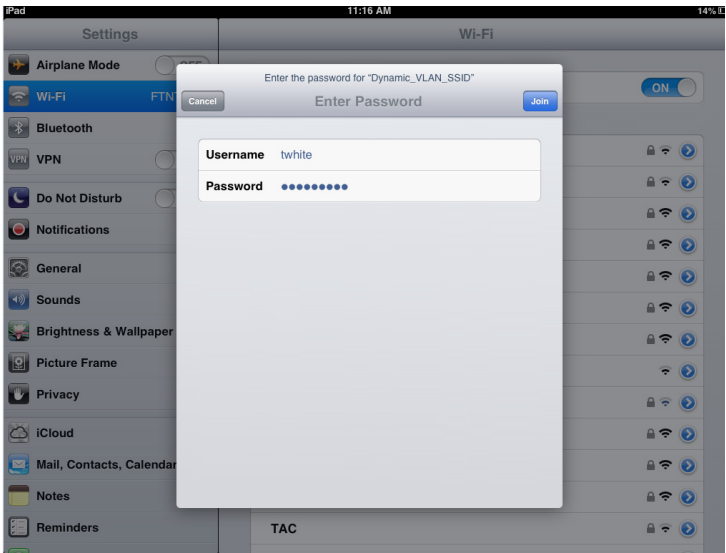 iPad 11:16 AM 14%
Settings
Wi-Fi
Airplane Mode
Wi-Fi
ON
Bluetooth
VPN VPN
Do Not Disturb
Notifications
General
Sounds
Brightness & Wallpaper
Picture Frame
Privacy
iCloud
Mail, Contacts, Calendar
Notes
Reminders
TAC
Enter the password for “Dynamic_VLAN_SSID”
Cancel Enter Password Join
Username twhite
Password ●●●●●●●●●